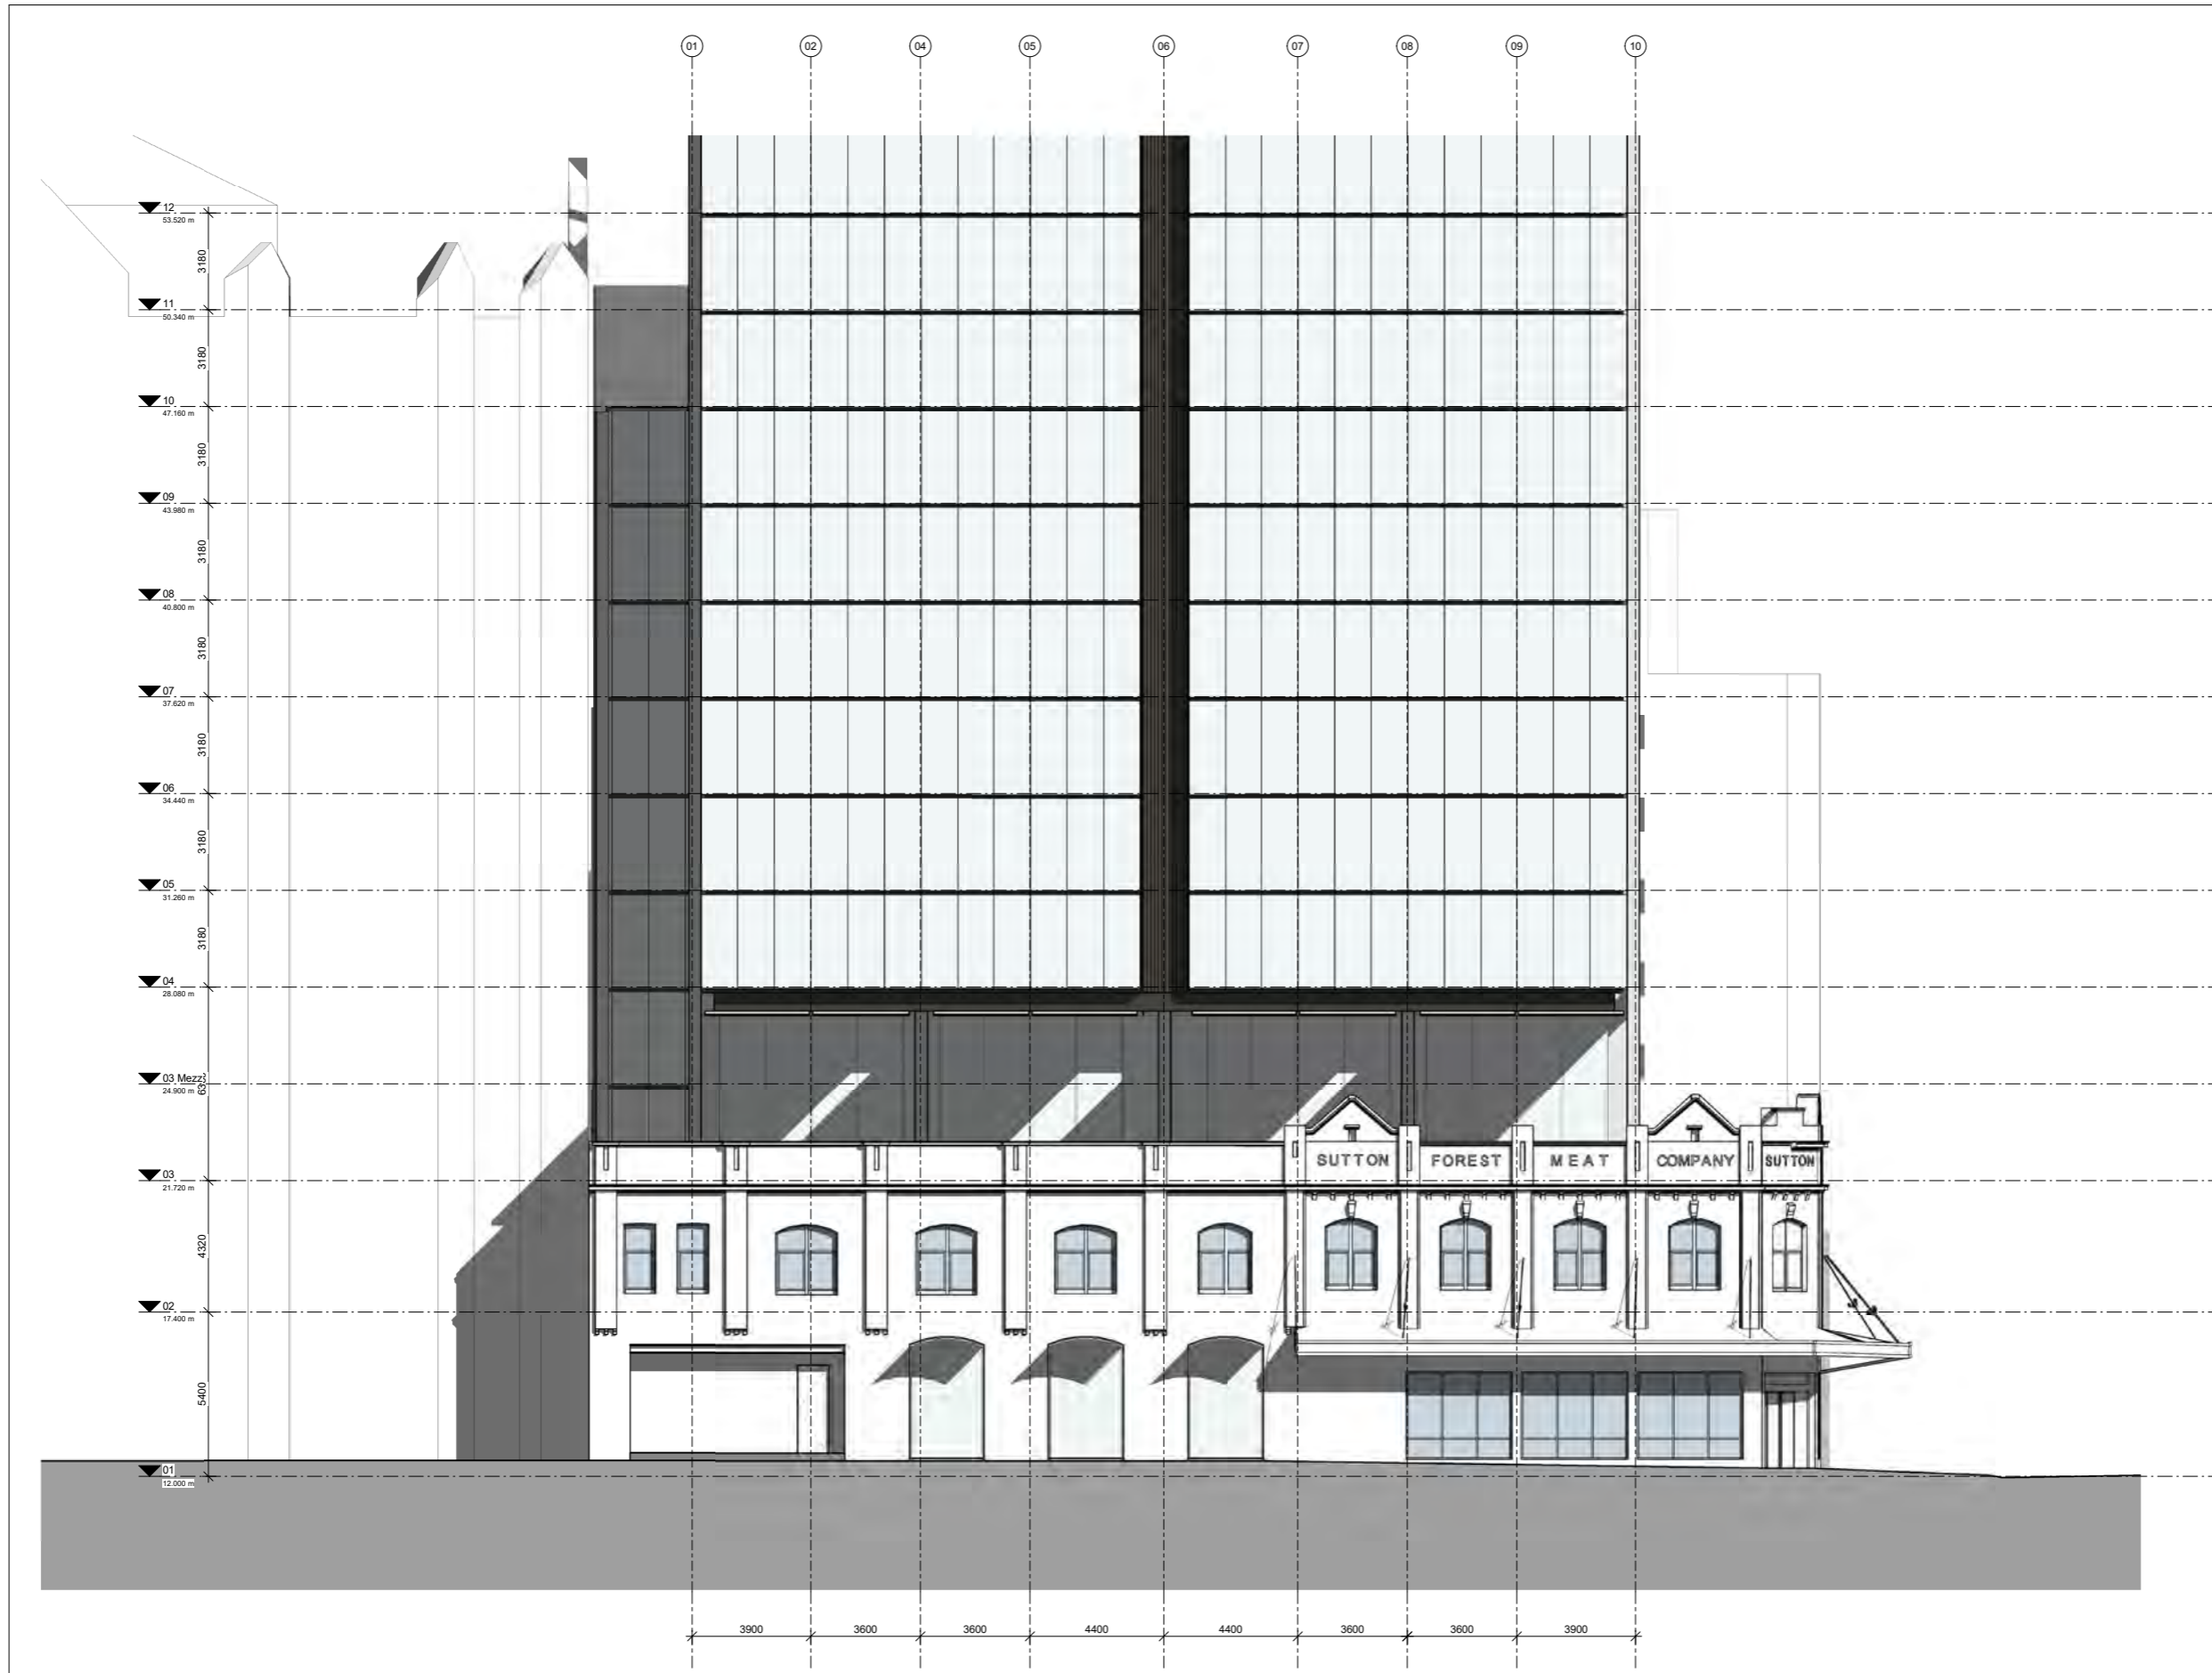 01 02 04 05 06 07 08 09 10
12
53.520 m
3180
11
50.340 m
3180
10
47.160 m
3180
09
43.980 m
3180
08
40.800 m
3180
07
37.620 m
3180
06
34.440 m
3180
05
31.260 m
3180
04
28.080 m
03 Mezz
24.900 m
SUTTON FOREST MEAT COMPANY SUTTON
03
21.720 m
4320
02
17.400 m
5400
01
12.000 m
3900 3600 3600 4400 4400 3600 3600 3900